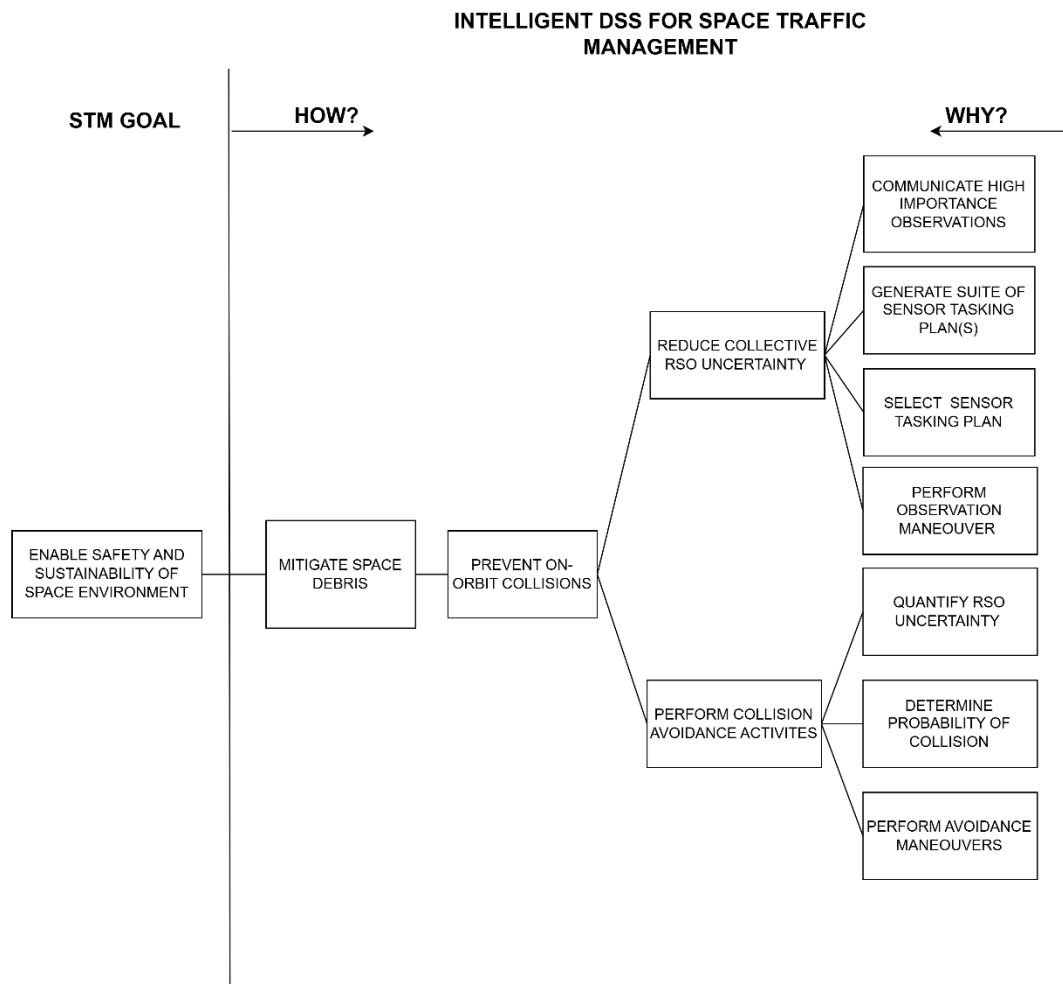 INTELLIGENT DSS FOR SPACE TRAFFIC
MANAGEMENT
STM GOAL
HOW?
WHY?
COMMUNICATE HIGH
IMPORTANCE
OBSERVATIONS
GENERATE SUITE OF
SENSOR TASKING
PLAN(S)
REDUCE COLLECTIVE
RSO UNCERTAINTY
SELECT SENSOR
TASKING PLAN
PERFORM
OBSERVATION
MANEOUVER
ENABLE SAFETY AND
SUSTAINABILITY OF
SPACE ENVIRONMENT
MITIGATE SPACE
DEBRIS
PREVENT ON-
ORBIT COLLISIONS
QUANTIFY RSO
UNCERTAINTY
PERFORM COLLISION
AVOIDANCE ACTIVITES
DETERMINE
PROBABILITY OF
COLLISION
PERFORM AVOIDANCE
MANEOUVERS